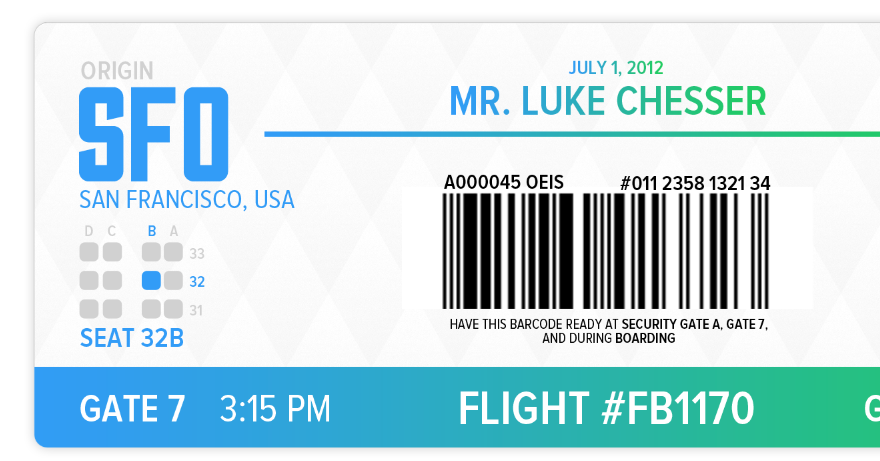 ORIGIN
SFO
SAN FRANCISCO, USA
D C B A
33
32
31
SEAT 32B
JULY 1, 2012
MR. LUKE CHESSER
A000045 OEIS #011 2358 1321 34
HAVE THIS BARCODE READY AT SECURITY GATE A, GATE 7,
AND DURING BOARDING
GATE 7 3:15 PM FLIGHT #FB1170